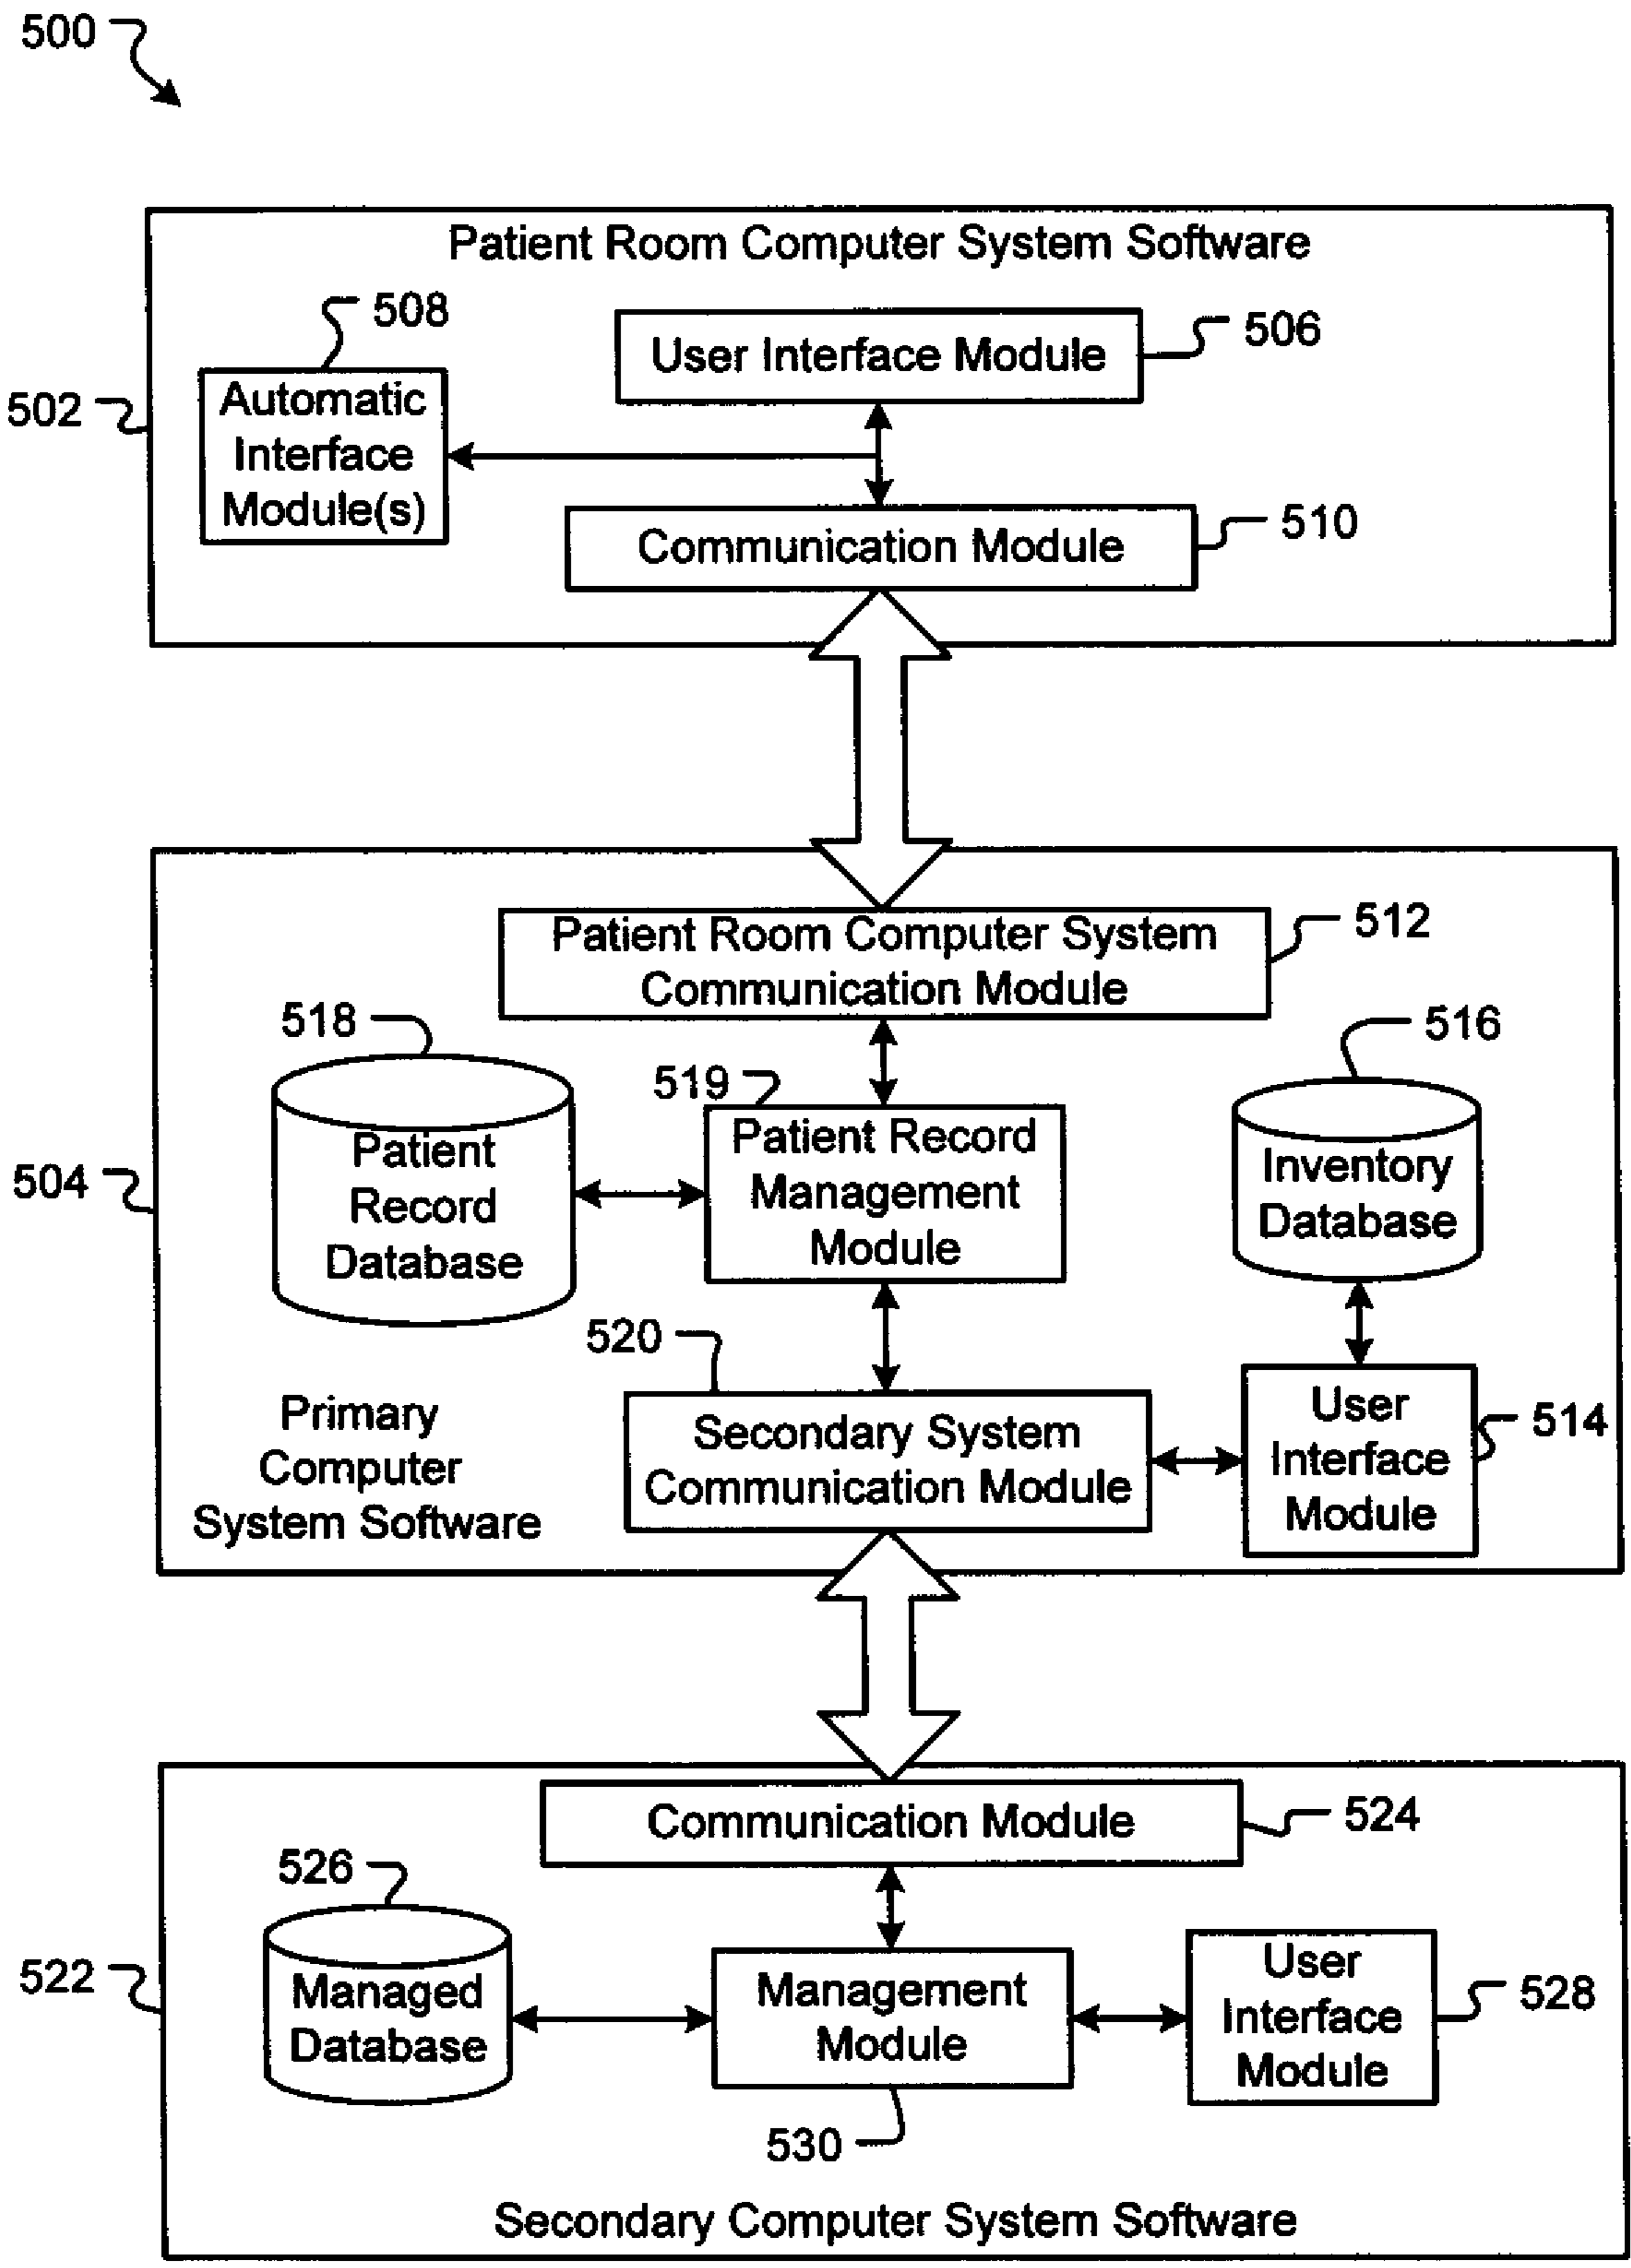 500
Patient Room Computer System Software
508
506
User Interface Module
502
Automatic
Interface
Module(s)
510
Communication Module
512
Patient Room Computer System
Communication Module
518
516
519
Patient
Record
Database
Patient Record
Management
Module
Inventory
Database
504
520
Primary
Computer
System Software
Secondary System
Communication Module
User
Interface
Module
514
Communication Module
524
526
522
Managed
Database
Management
Module
User
Interface
Module
528
530
Secondary Computer System Software